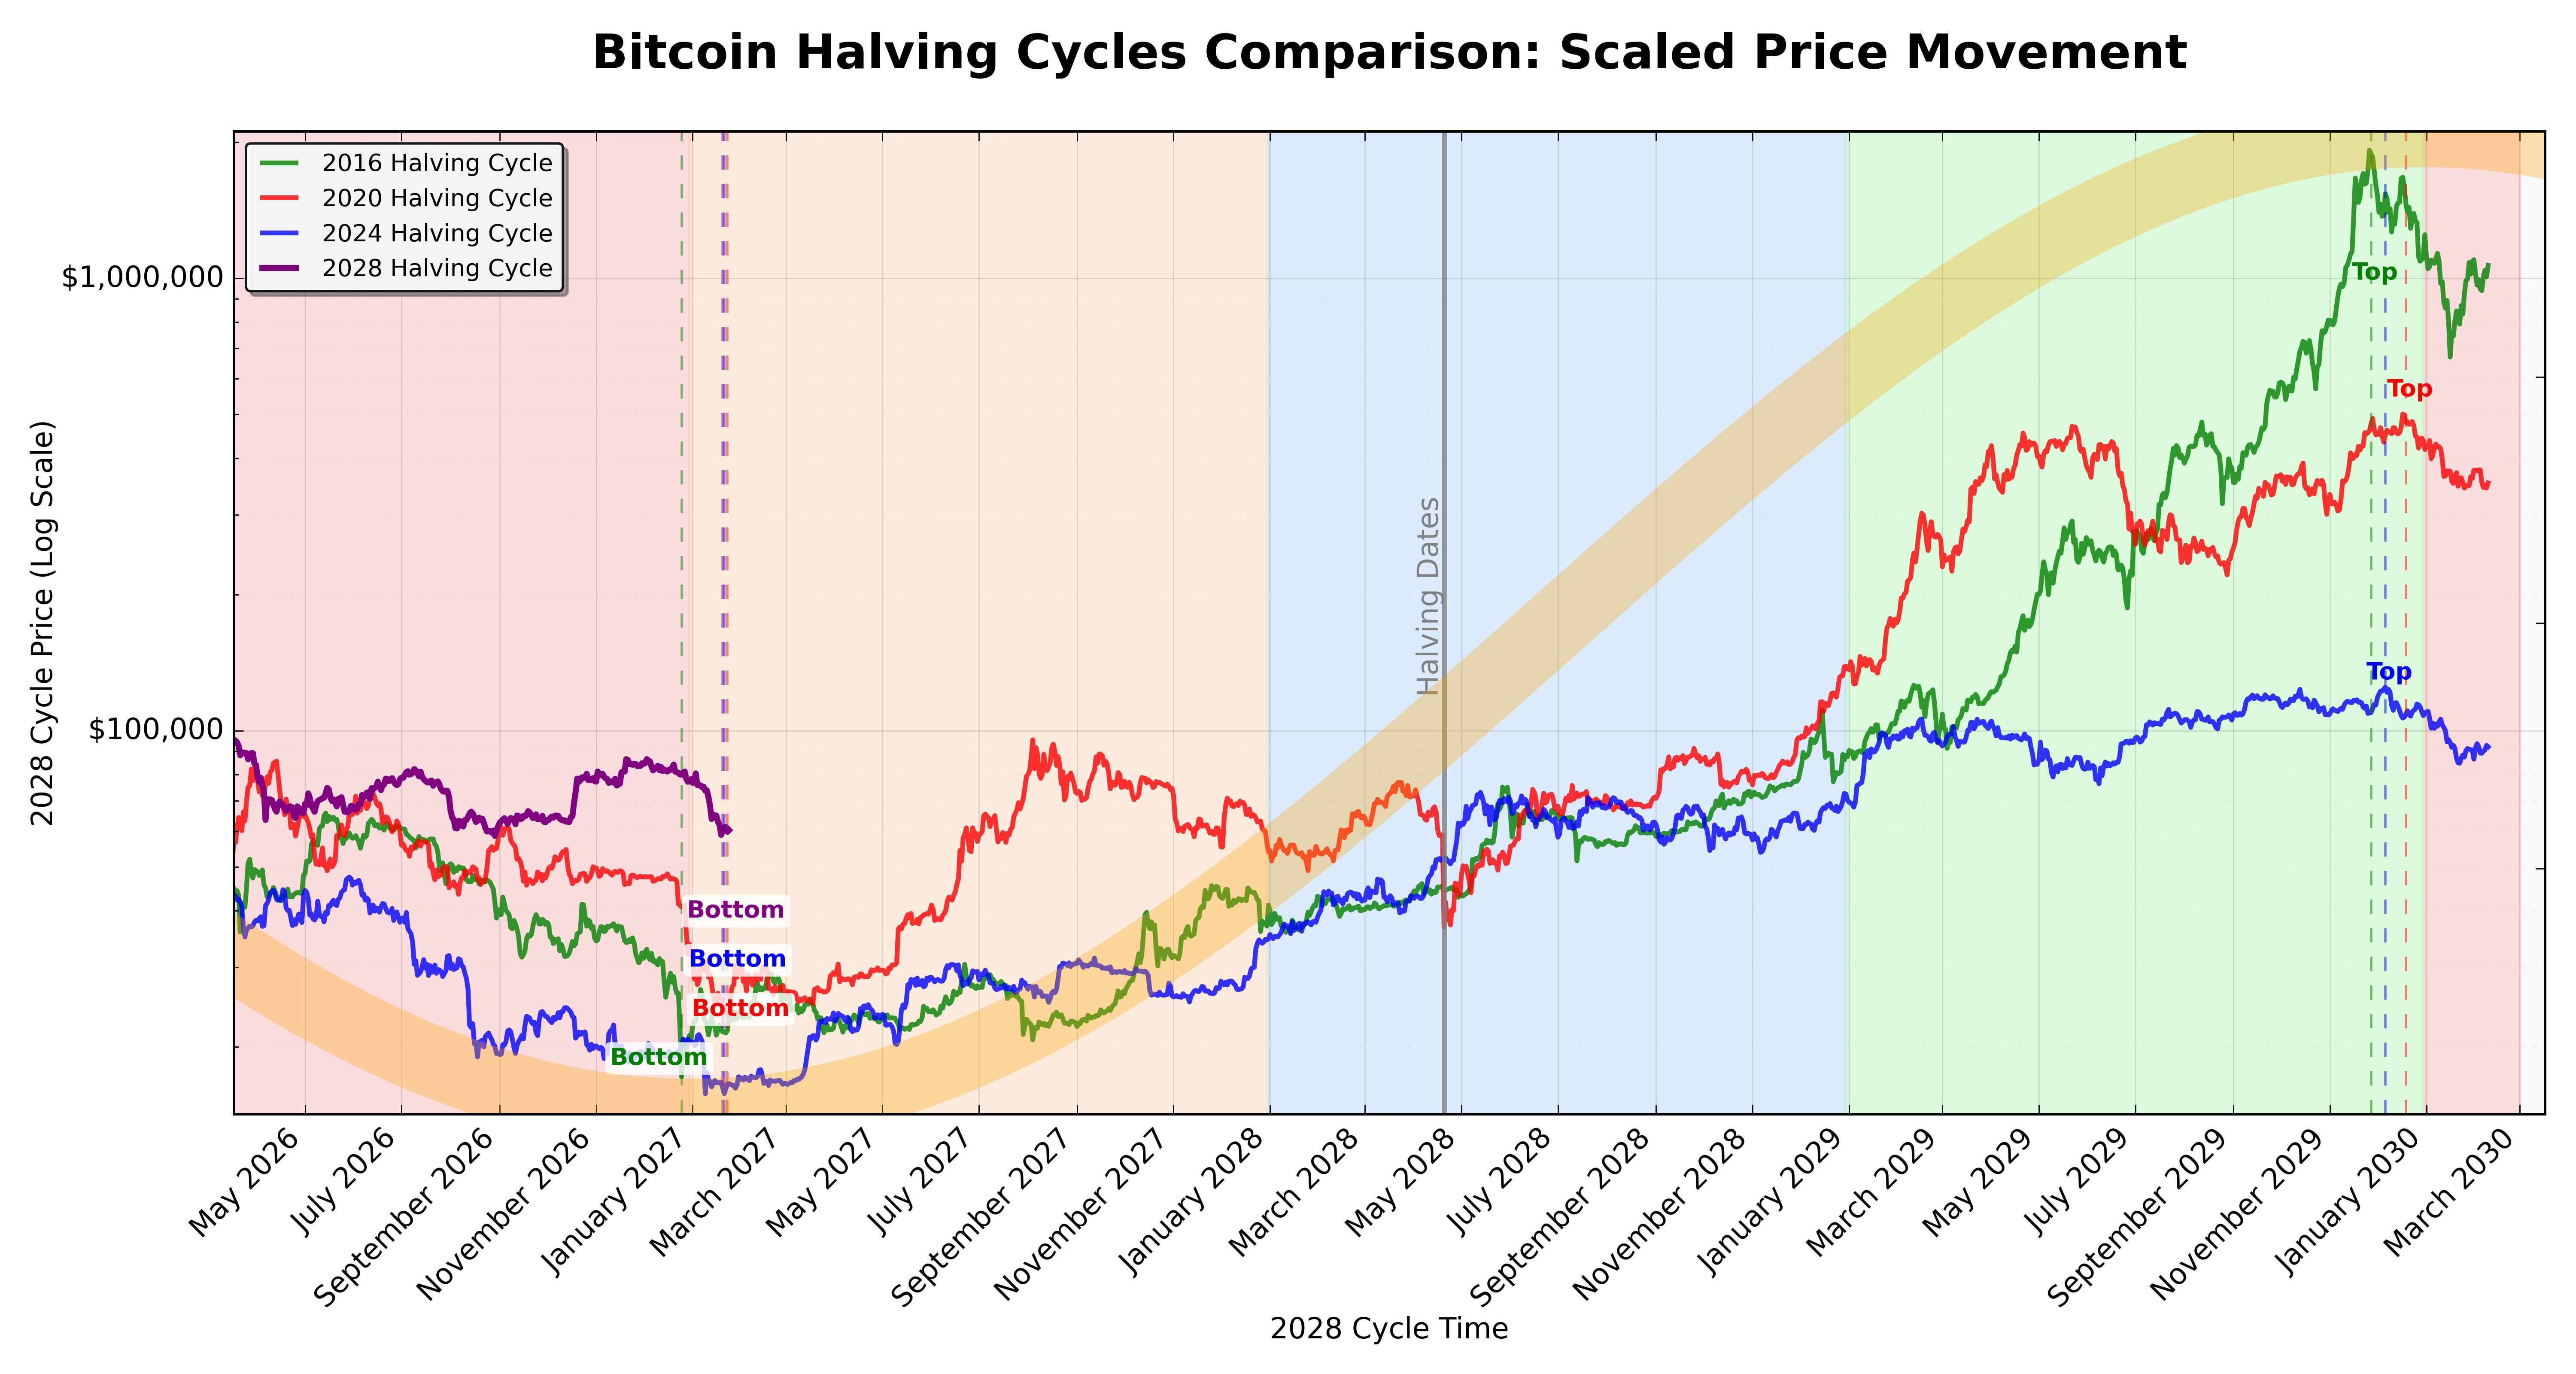 Bitcoin Halving Cycles Comparison: Scaled Price Movement
2016 Halving Cycle
2020 Halving Cycle
2024 Halving Cycle
2028 Halving Cycle
2028 Cycle Price (Log Scale)
$1,000,000
$100,000
Halving Dates
Top
Top
Top
Bottom
Bottom
Bottom
Bottom
May 2026
July 2026
September 2026
November 2026
January 2027
March 2027
May 2027
July 2027
September 2027
November 2027
January 2028
March 2028
May 2028
July 2028
September 2028
November 2028
January 2029
March 2029
May 2029
July 2029
September 2029
November 2029
January 2030
March 2030
2028 Cycle Time